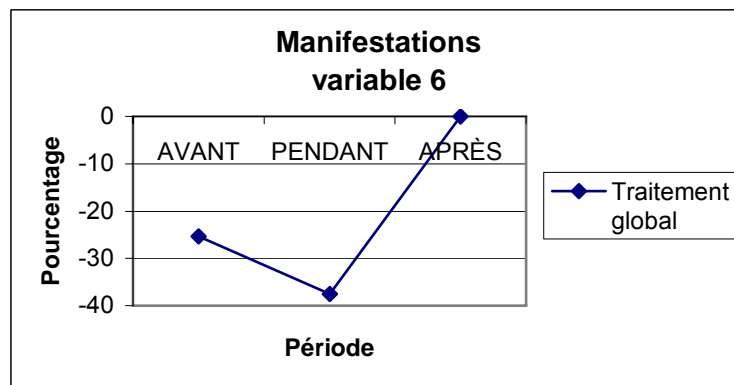 Manifestations
variable 6
0
AVANT PENDANT APRÈS
-10
-20
-30
-40
Pourcentage
Période
Traitement
global